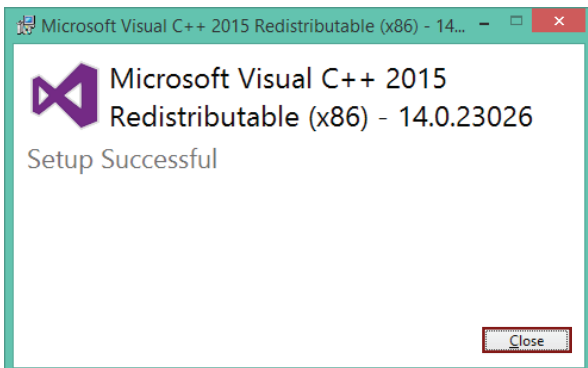 Microsoft Visual C++ 2015 Redistributable (x86) - 14...
Microsoft Visual C++ 2015
Redistributable (x86) - 14.0.23026
Setup Successful
Close